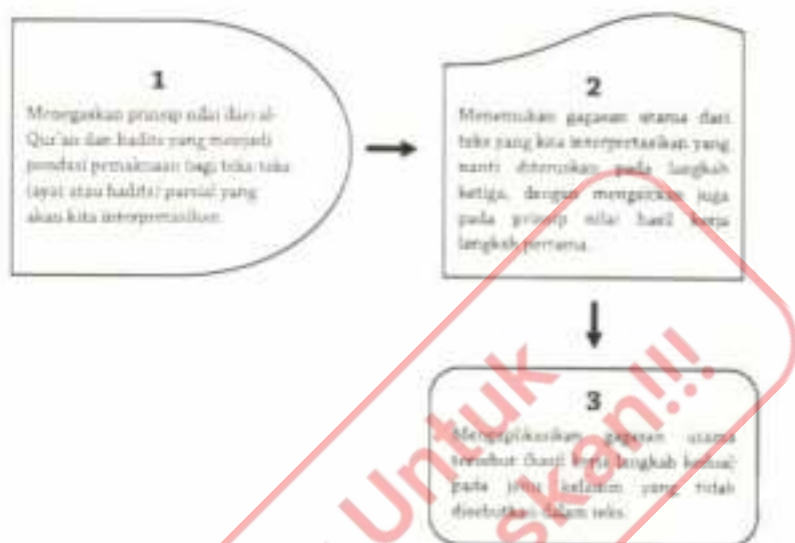 1
Menegaskan prinsip nilai dari al-
Qur'an dan hadits yang menjadi
pondasi pemaknaan bagi teks-teks
(ayat atau hadits) parsial yang
akan kita interpretasikan
2
Menemukan gagasan utama dari
teks yang kita interpretasikan yang
nanti diteruskan pada langkah
ketiga, dengan mengaitkan juga
pada prinsip nilai hasil kerja
langkah pertama.
3
Mengaplikasikan gagasan utama
tersebut (hasil kerja langkah kedua)
pada jenis kelamin yang tidak
disebutkan dalam teks.
Untuk
skan!!!